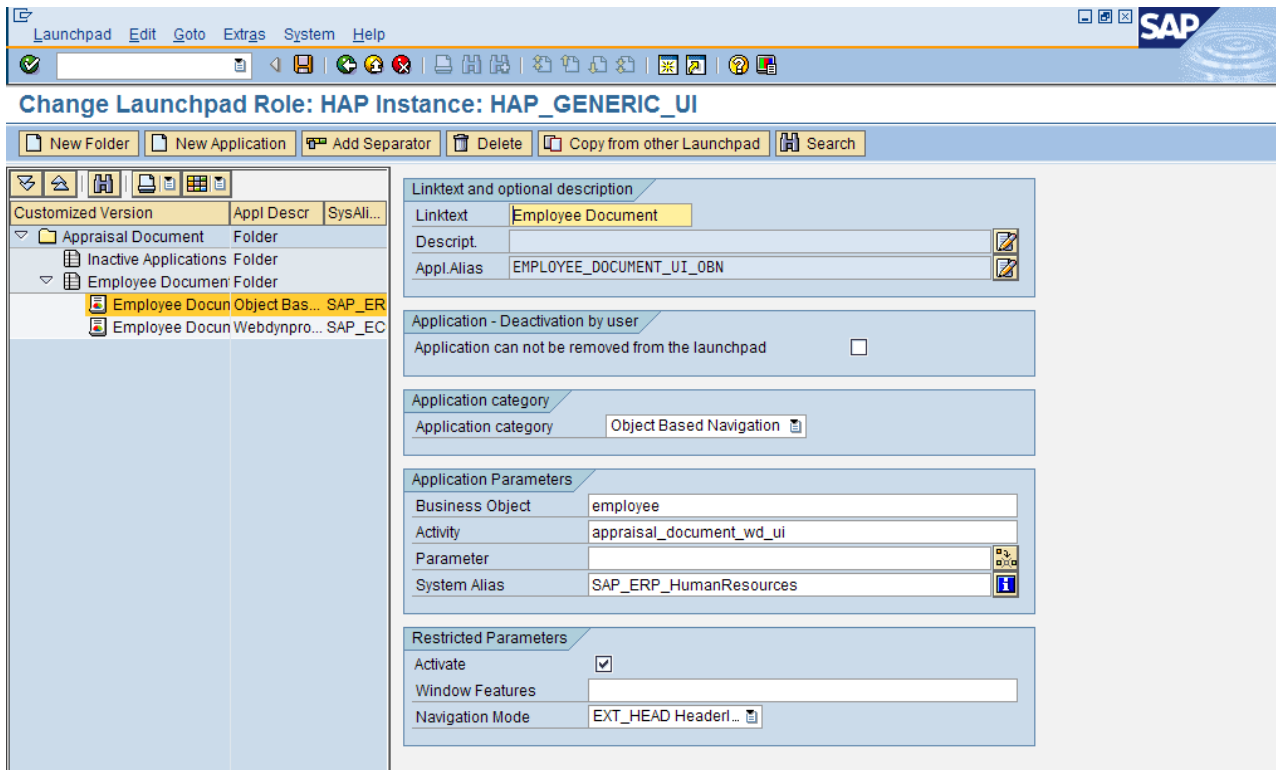 Launchpad Edit Goto Extras System Help
SAP
Change Launchpad Role: HAP Instance: HAP_GENERIC_UI
New Folder New Application Add Separator Delete Copy from other Launchpad Search
Customized Version Appl Descr SysAli...
Appraisal Document Folder
Inactive Applications Folder
Employee Documen Folder
Employee Docun Object Bas... SAP_ER
Employee Docun Webdynpro... SAP_EC
Linktext and optional description
Linktext Employee Document
Descript.
Appl.Alias EMPLOYEE_DOCUMENT_UI_OBN
Application - Deactivation by user
Application can not be removed from the launchpad
Application category
Application category Object Based Navigation
Application Parameters
Business Object employee
Activity appraisal_document_wd_ui
Parameter
System Alias SAP_ERP_HumanResources
Restricted Parameters
Activate
Window Features
Navigation Mode EXT_HEAD Headerl...